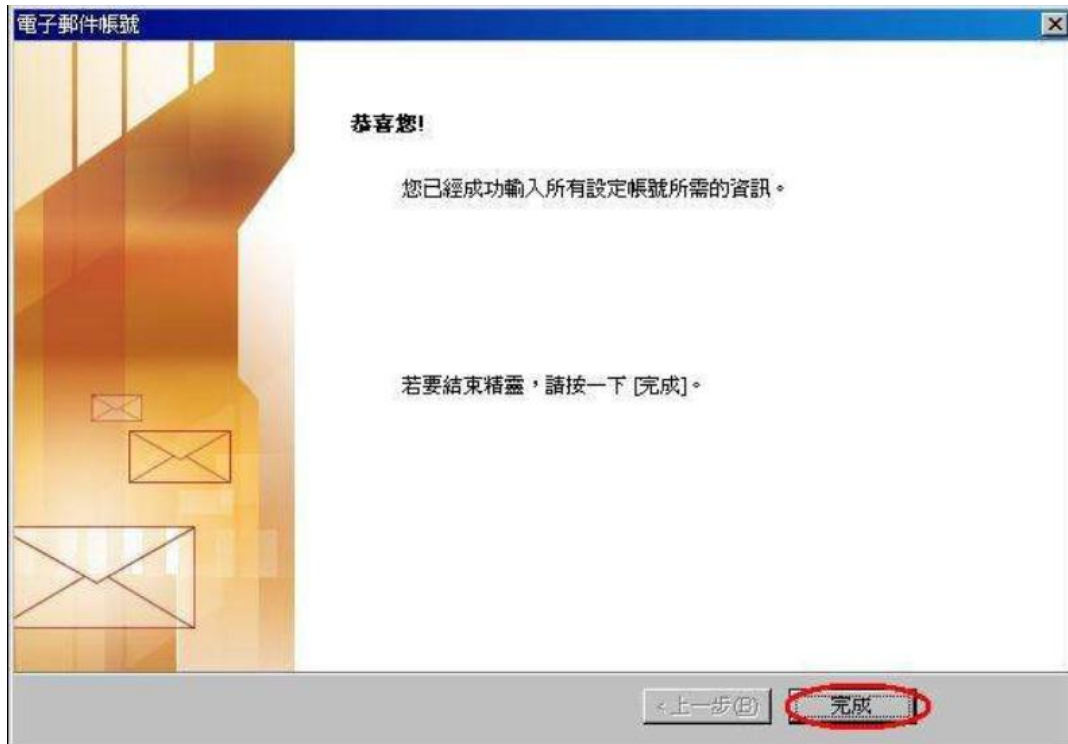 電子郵件帳號
恭喜您!
您已經成功輸入所有設定帳號所需的資訊。
若要結束精靈,請按一下 [完成]。
<上一步(B)
完成